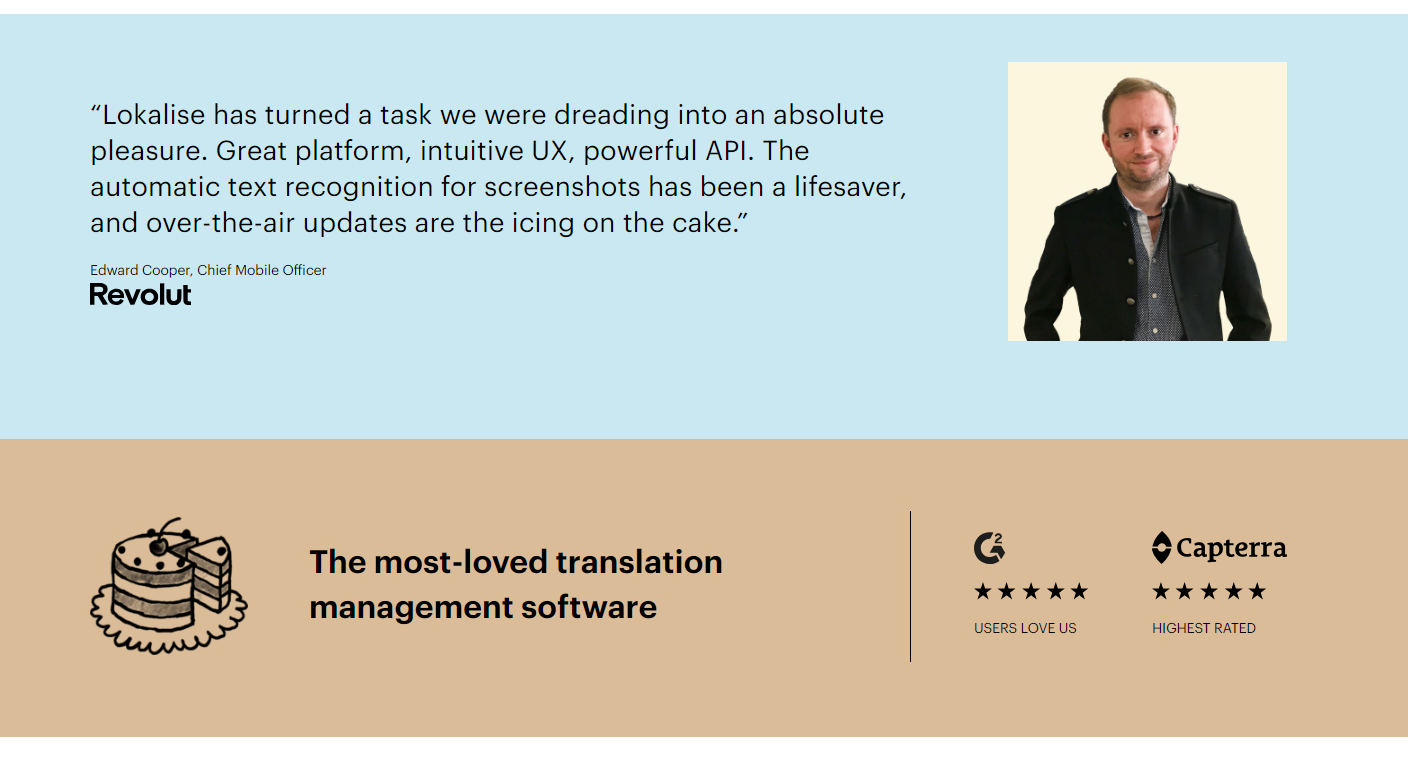 “Lokalise has turned a task we were dreading into an absolute
pleasure. Great platform, intuitive UX, powerful API. The
automatic text recognition for screenshots has been a lifesaver,
and over-the-air updates are the icing on the cake.”
Edward Cooper, Chief Mobile Officer
Revolut
The most-loved translation
management software
G2
★★★★★
USERS LOVE US
Capterra
★★★★★
HIGHEST RATED